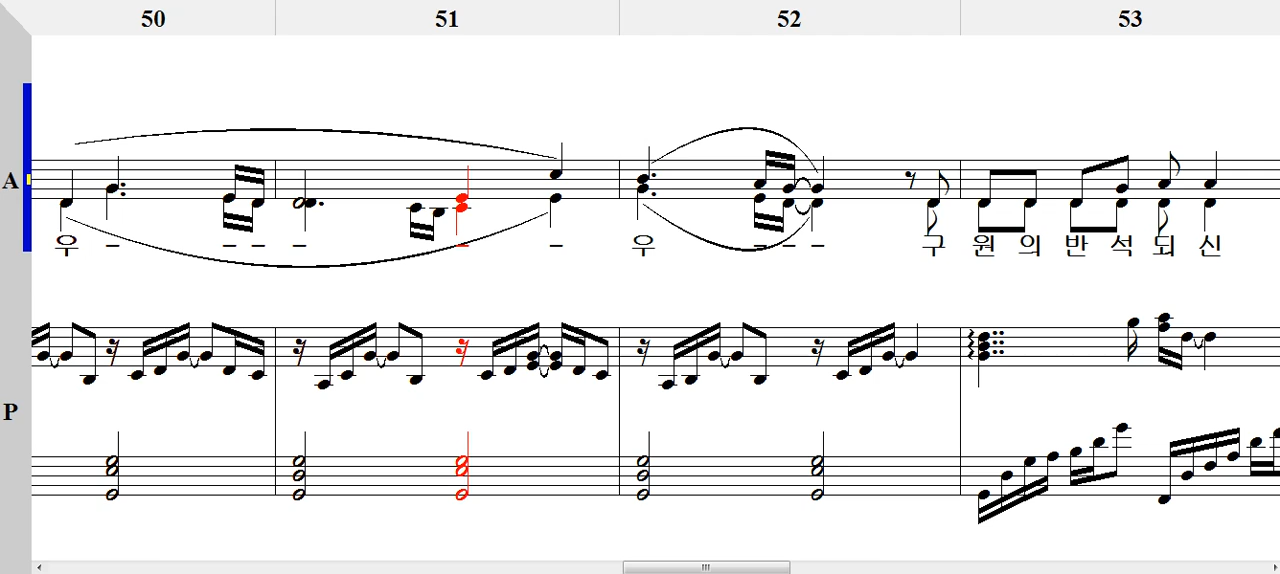 50 51 52 53
A
우 – – – – – – 우 – – – 구 원 의 반 석 되 신
P